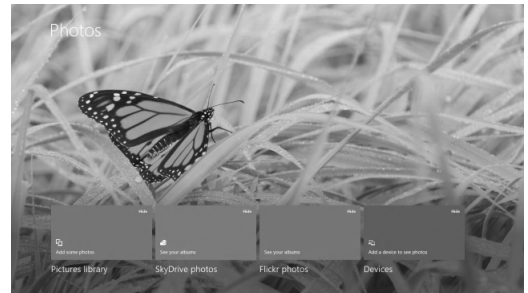 Photos
Hide
Hide
Hide
Hide
Add some photos
See your albums
See your albums
Add a device to see photos
Pictures library
SkyDrive photos
Flickr photos
Devices